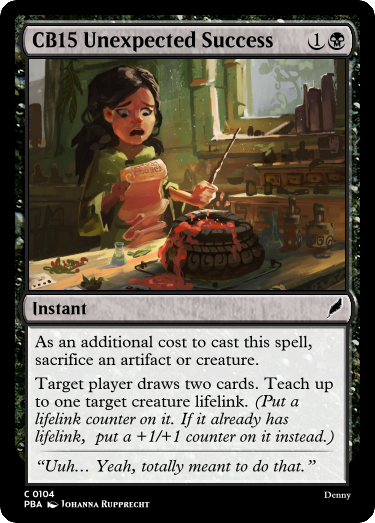 CB15 Unexpected Success 1
Instant
As an additional cost to cast this spell,
sacrifice an artifact or creature.
Target player draws two cards. Teach up
to one target creature lifelink. (Put a
lifelink counter on it. If it already has
lifelink,  put a +1/+1 counter on it instead.)
“Uuh… Yeah, totally meant to do that.”
C 0104
Denny
PBA Johanna Rupprecht